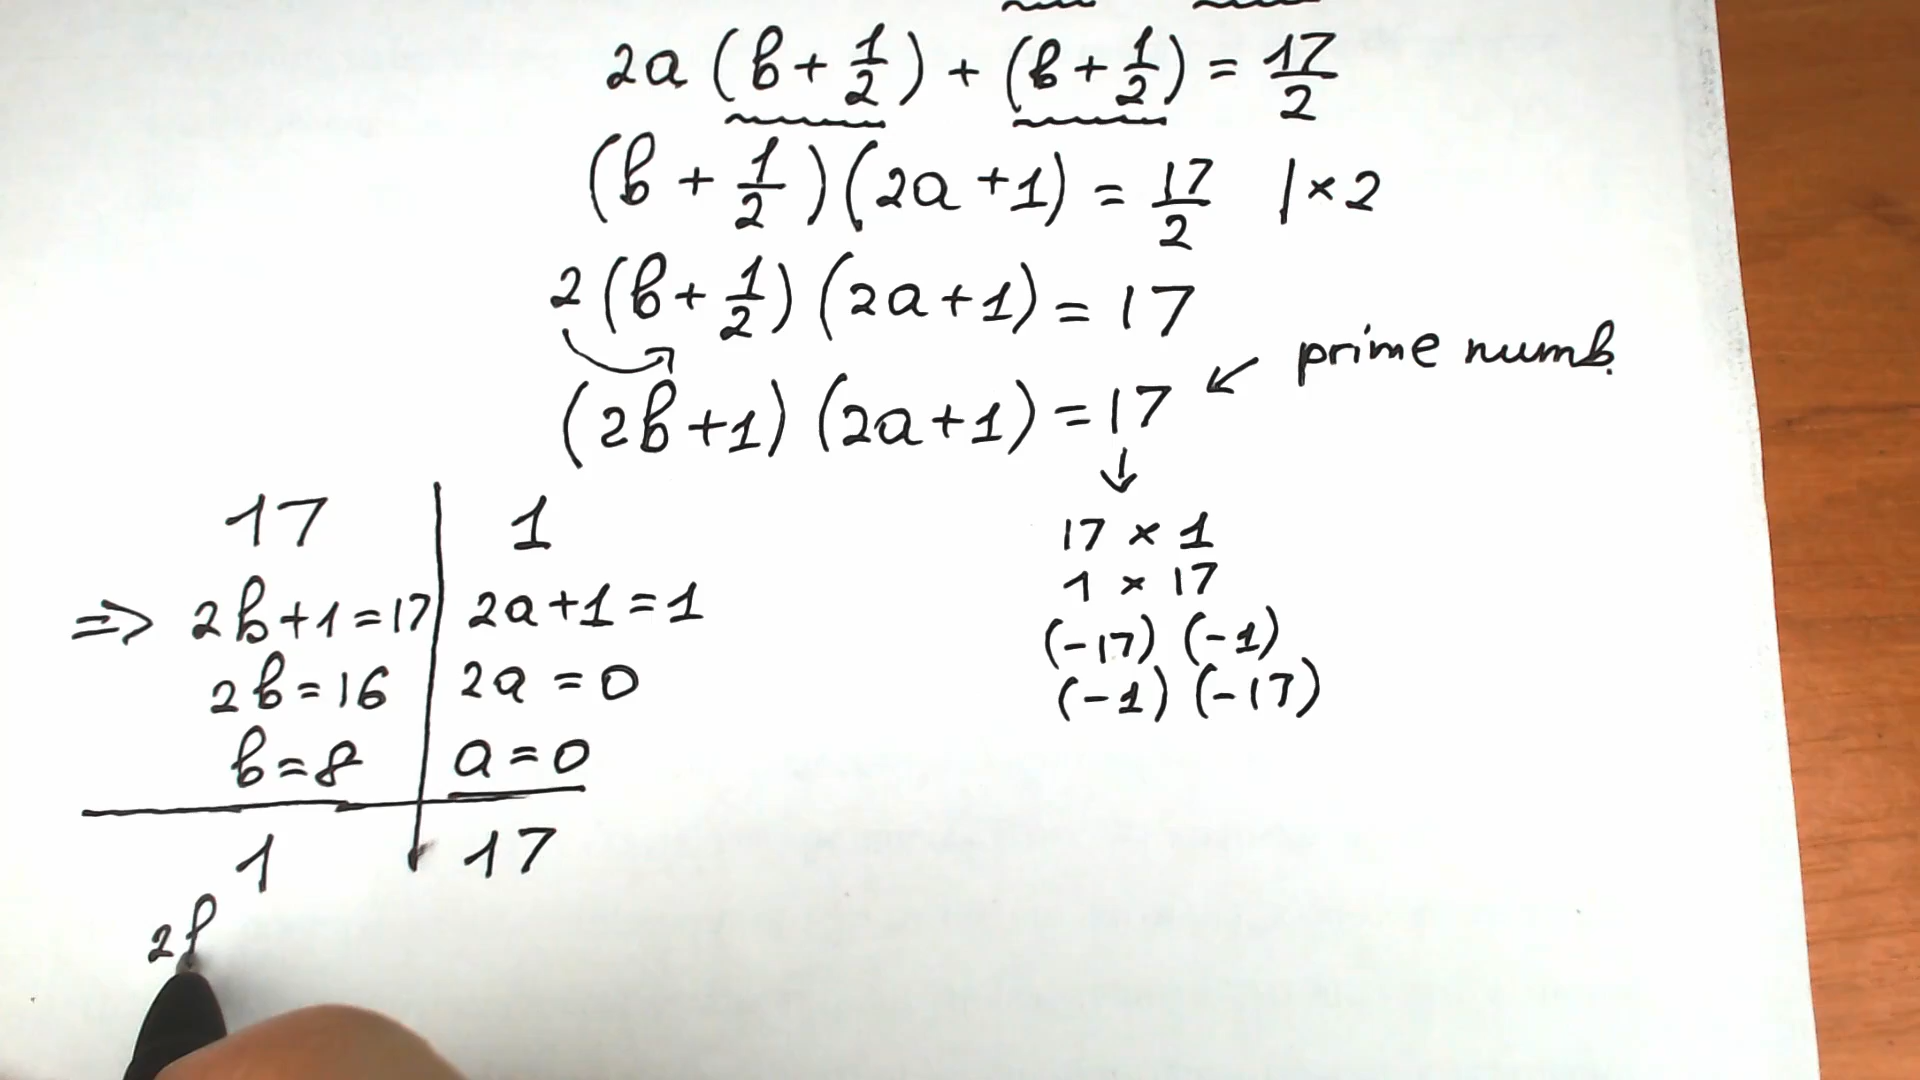 2a (b + 1/2) + (b + 1/2) = 17/2
(b + 1/2) (2a + 1) = 17/2 | × 2
2 (b + 1/2) (2a + 1) = 17
prime numb.
(2b + 1) (2a + 1) = 17 ←
↓
17 × 1
1 × 17
(-17) (-1)
(-1) (-17)
17 | 1
=> 2b + 1 = 17 | 2a + 1 = 1
2b = 16 | 2a = 0
b = 8 | a = 0
1 | 17
2b